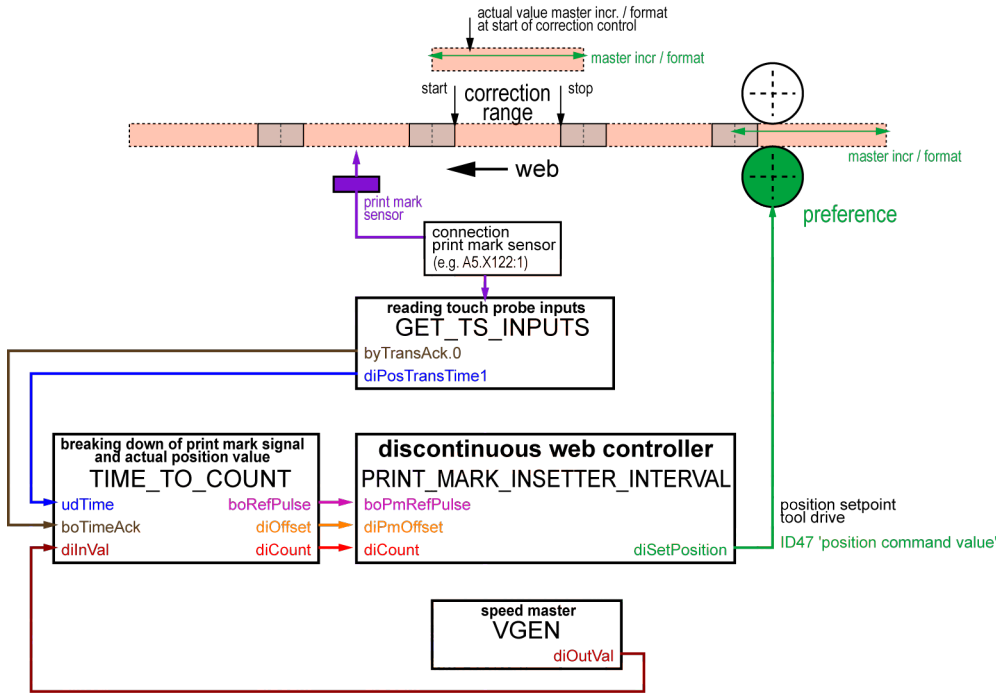 actual value master incr. / format
at start of correction control
master incr / format
start
correction
range
stop
master incr / format
web
print mark
sensor
preference
connection
print mark sensor
(e.g. A5.X122:1)
reading touch probe inputs
GET_TS_INPUTS
byTransAck.0
diPosTransTime1
breaking down of print mark signal
and actual position value
TIME_TO_COUNT
udTime
boRefPulse
boTimeAck
diOffset
diInVal
diCount
discontinuous web controller
PRINT_MARK_INSETTER_INTERVAL
boPmRefPulse
diPmOffset
diCount
diSetPosition
position setpoint
tool drive
ID47 'position command value'
speed master
VGEN
diOutVal